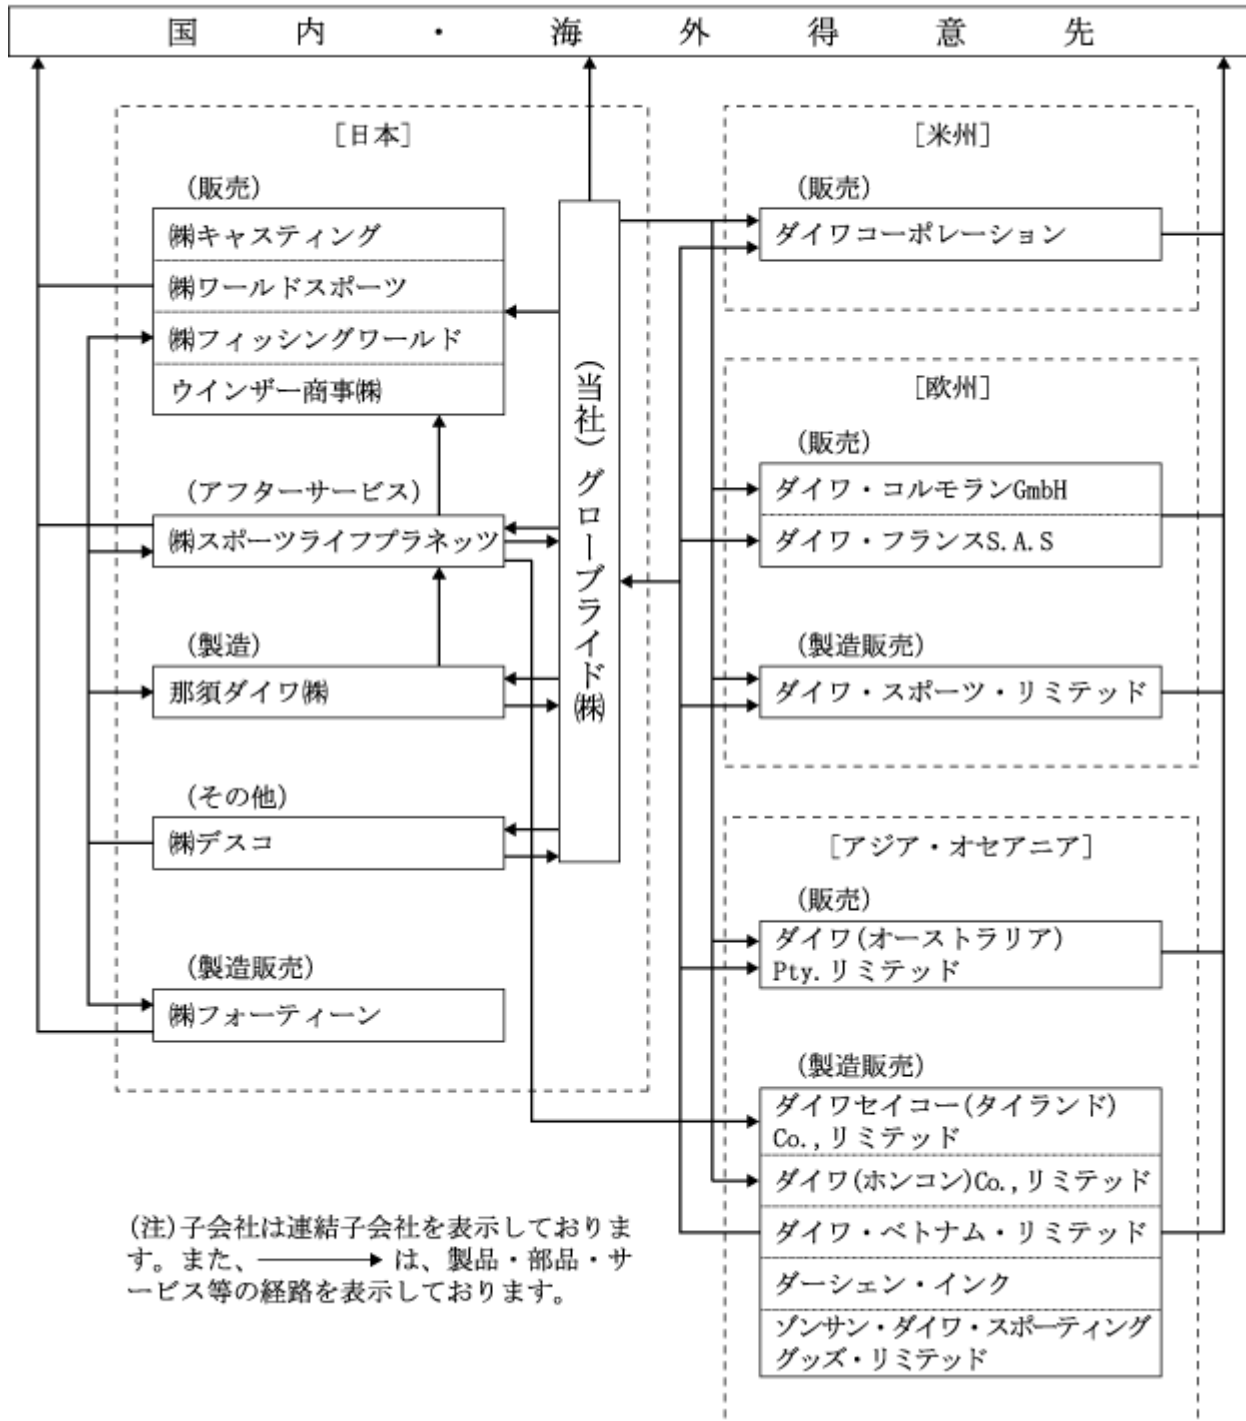 国内・海外得意先
［日本］
(販売)
㈱キャスティング
㈱ワールドスポーツ
㈱フィッシングワールド
ウインザー商事㈱
(アフターサービス)
㈱スポーツライフプラネッツ
(製造)
那須ダイワ㈱
(その他)
㈱デスコ
(製造販売)
㈱フォーティーン
(当社)グローブライド㈱
［米州］
(販売)
ダイワコーポレーション
［欧州］
(販売)
ダイワ・コルモランGmbH
ダイワ・フランスS.A.S
(製造販売)
ダイワ・スポーツ・リミテッド
［アジア・オセアニア］
(販売)
ダイワ(オーストラリア)
Pty.リミテッド
(製造販売)
ダイワセイコー(タイランド)
Co.,リミテッド
ダイワ(ホンコン)Co.,リミテッド
ダイワ・ベトナム・リミテッド
ダーシェン・インク
ゾンサン・ダイワ・スポーティング
グッズ・リミテッド
(注)子会社は連結子会社を表示しておりま
す。また、――――→は、製品・部品・サ
ービス等の経路を表示しております。